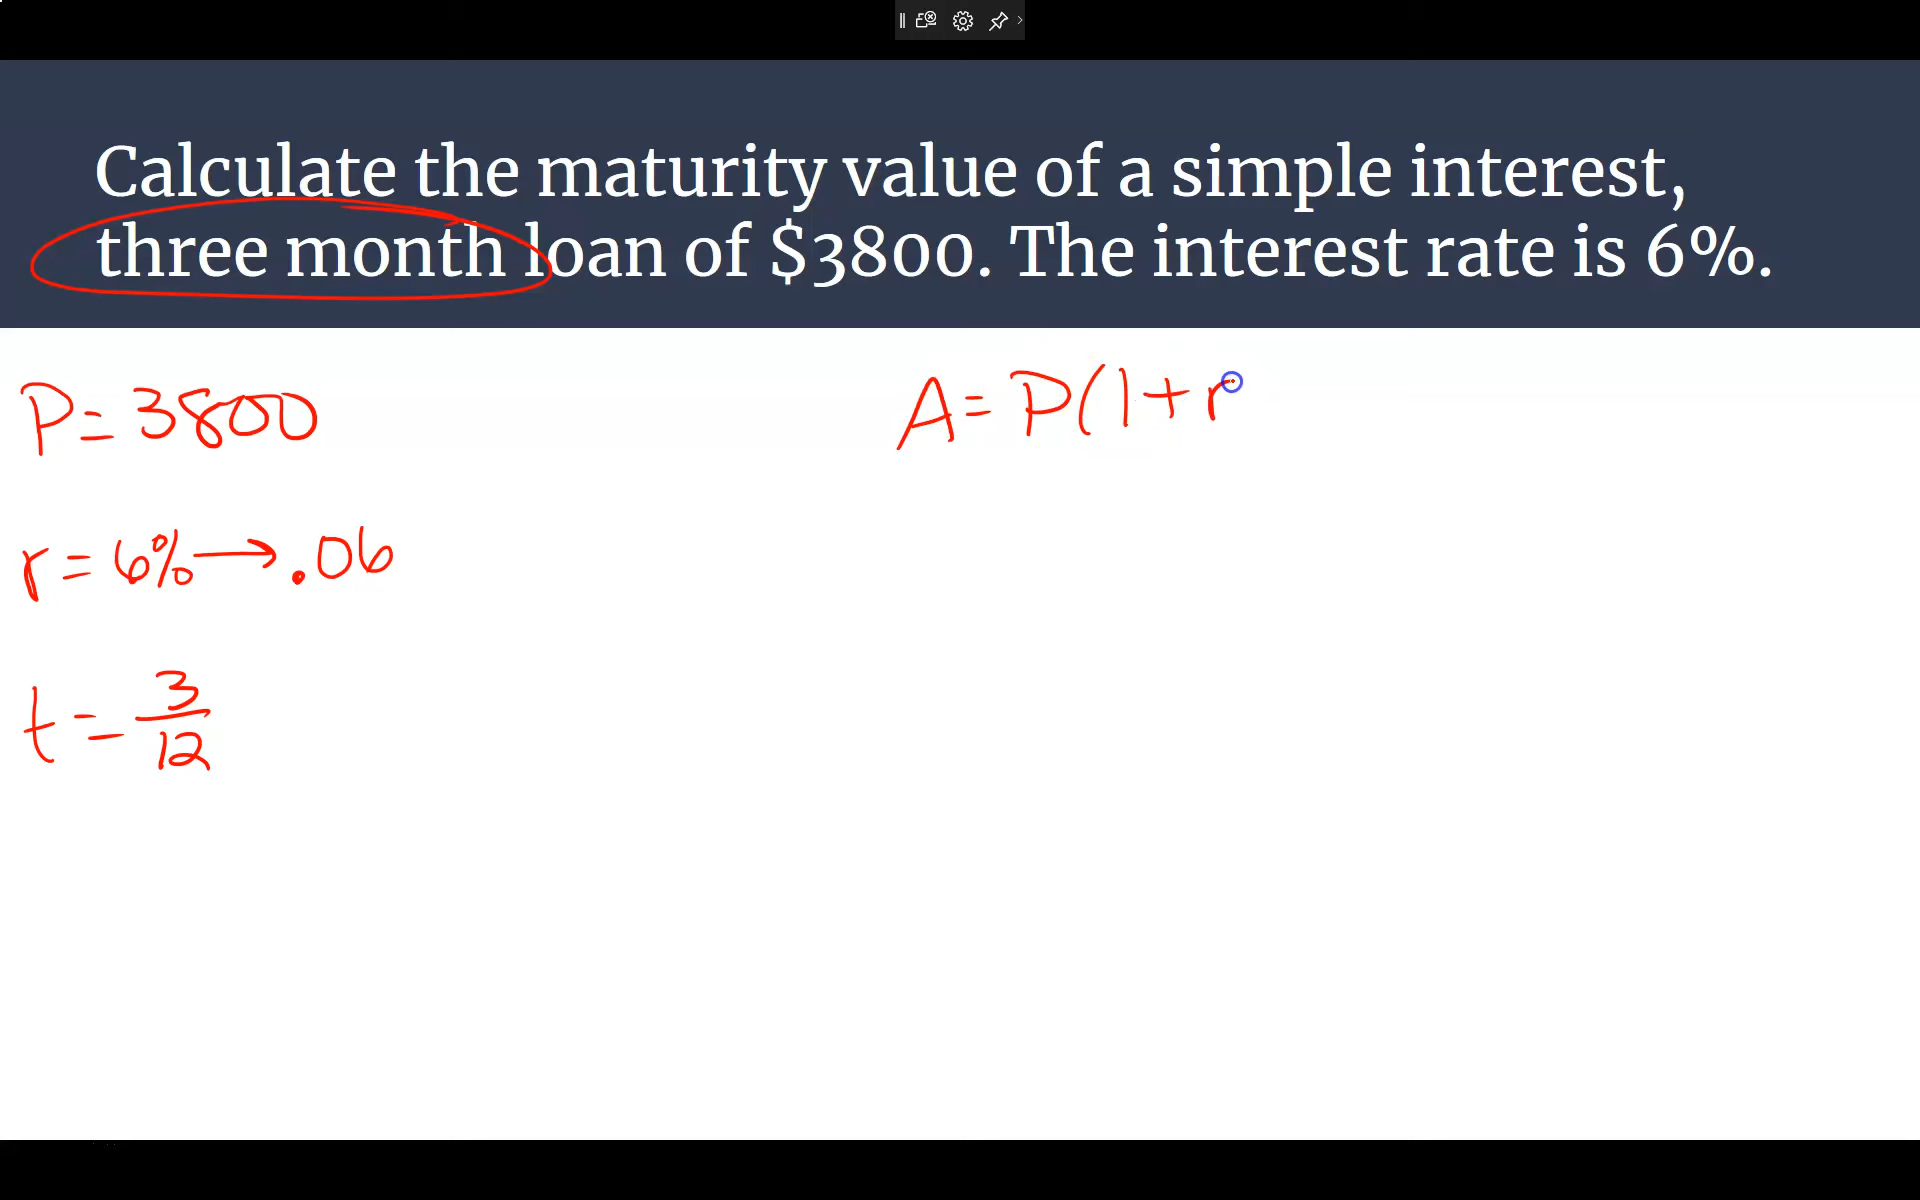 Calculate the maturity value of a simple interest,
three month loan of $3800. The interest rate is 6%.
P = 3800
A = P(1 + r
r = 6% → .06
t = 3/12